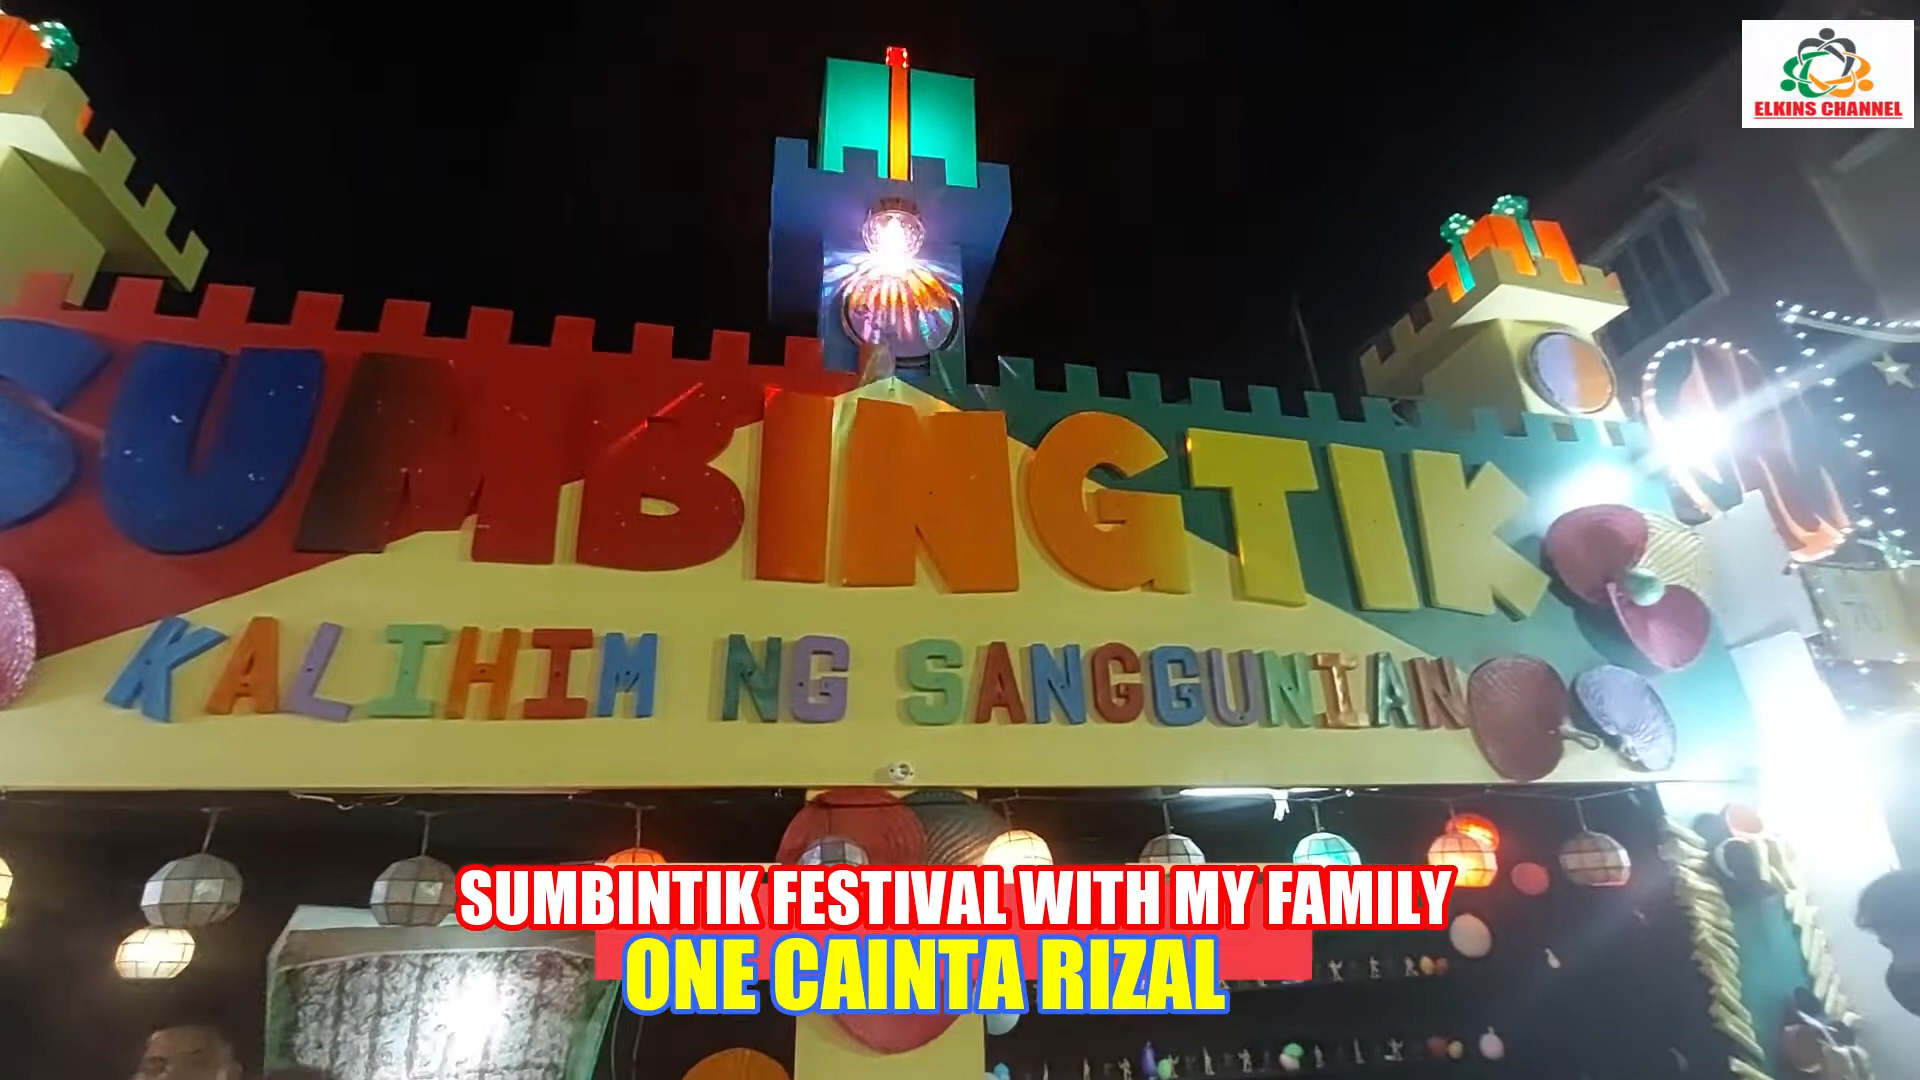 ELKINS CHANNEL
SUMBINGTIK
KALIHIM NG SANGGUNIAN
SUMBINTIK FESTIVAL WITH MY FAMILY
ONE CAINTA RIZAL